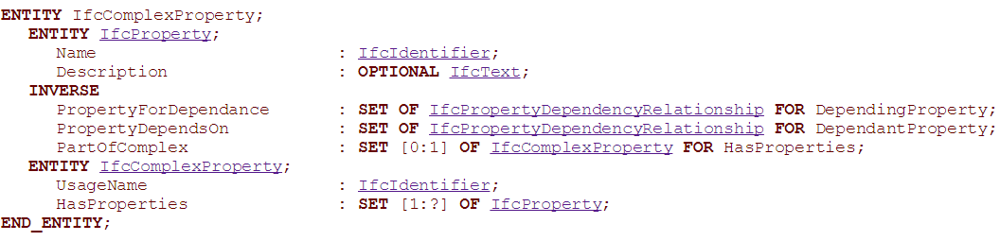 ENTITY IfcComplexProperty;
ENTITY IfcProperty;
Name : IfcIdentifier;
Description : OPTIONAL IfcText;
INVERSE
PropertyForDependance : SET OF IfcPropertyDependencyRelationship FOR DependingProperty;
PropertyDependsOn : SET OF IfcPropertyDependencyRelationship FOR DependantProperty;
PartOfComplex : SET [0:1] OF IfcComplexProperty FOR HasProperties;
ENTITY IfcComplexProperty;
UsageName : IfcIdentifier;
HasProperties : SET [1:?] OF IfcProperty;
END_ENTITY;